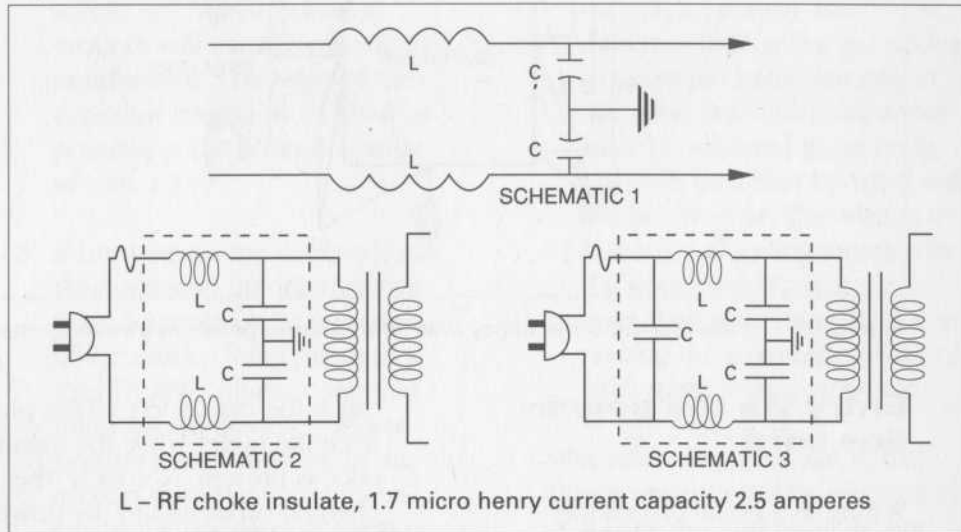 L
C
C
L
SCHEMATIC 1
L
C
C
L
SCHEMATIC 2
L
C
C
C
L
SCHEMATIC 3
L – RF choke insulate, 1.7 micro henry current capacity 2.5 amperes